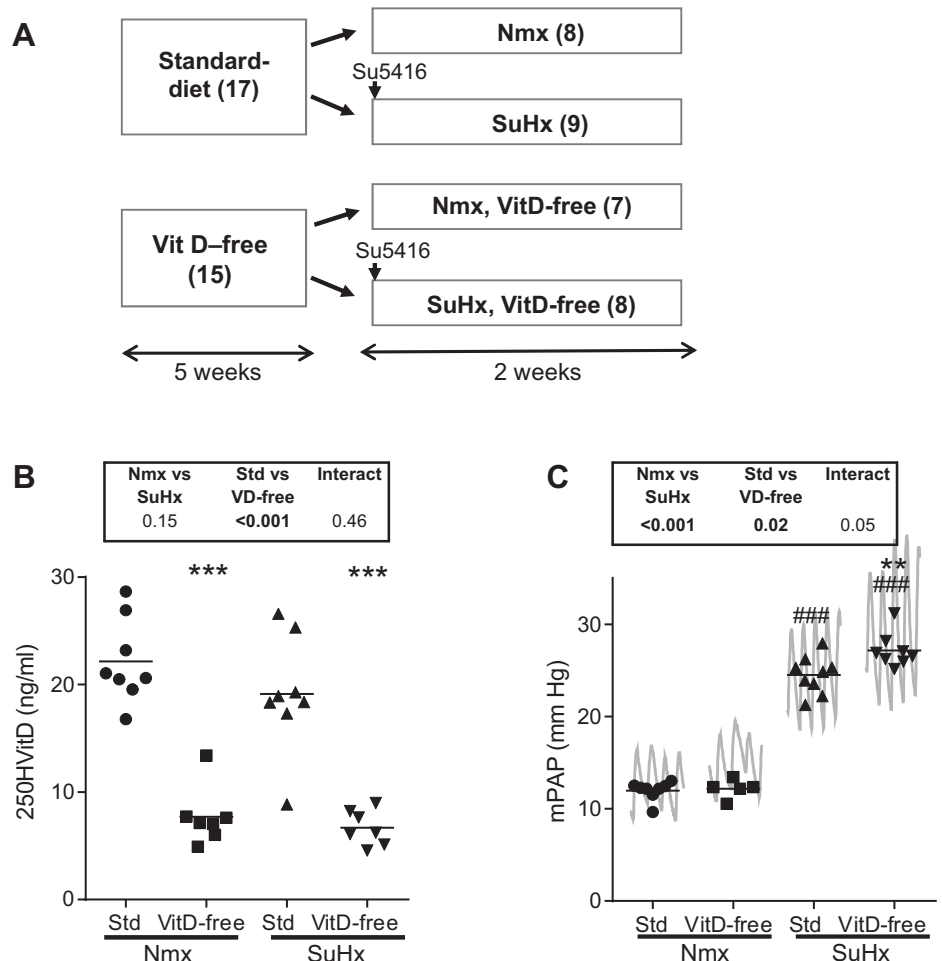 A
Standard-
diet (17)
Nmx (8)
Su5416
SuHx (9)
Vit D–free
(15)
Nmx, VitD-free (7)
Su5416
SuHx, VitD-free (8)
5 weeks
2 weeks
B
Nmx vs SuHx
Std vs VD-free
Interact
0.15
<0.001
0.46
***
***
30
20
10
0
25OHVitD (ng/ml)
Std
VitD-free
Std
VitD-free
Nmx
SuHx
C
Nmx vs SuHx
Std vs VD-free
Interact
<0.001
0.02
0.05
**
###
###
30
20
10
0
mPAP (mm Hg)
Std
VitD-free
Std
VitD-free
Nmx
SuHx